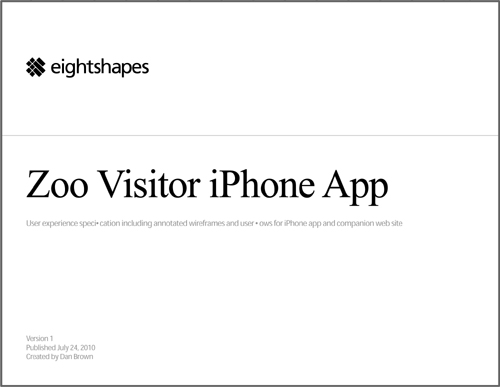 eightshapes
Zoo Visitor iPhone App
User experience speci• cation including annotated wireframes and user • ows for iPhone app and companion web site
Version 1
Published July 24, 2010
Created by Dan Brown